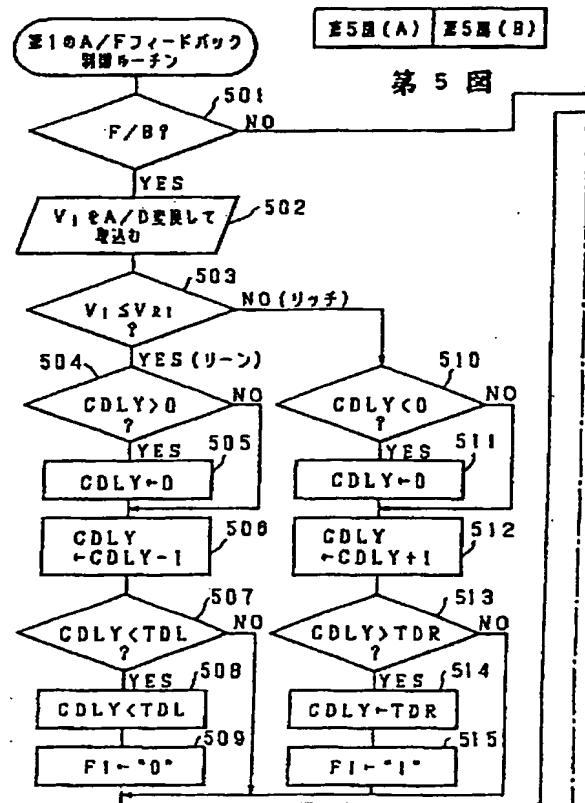 第1のA/Fフィードバック
制御ルーチン
第5図(A) 第5図(B)
第 5 図
501
F/B?
NO
YES
V1をA/D変換して
取込む
502
503
V1≤VR1
?
NO(リッチ)
YES(リーン)
504
CDLY>0
?
NO
YES
510
CDLY<0
?
NO
YES
505
CDLY←0
511
CDLY←0
506
CDLY
←CDLY-1
512
CDLY
←CDLY+1
507
CDLY<TDL
?
NO
YES
513
CDLY>TDR
?
NO
YES
508
CDLY<TDL
514
CDLY←TDR
509
F1←"0"
515
F1←"1"